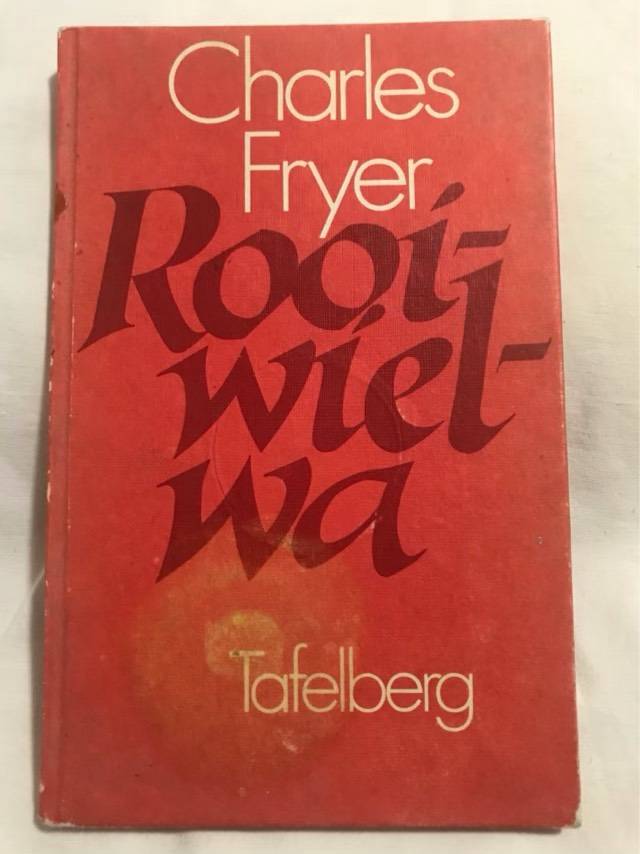 Charles
Fryer
Rooi-
wiel-
wa
Tafelberg